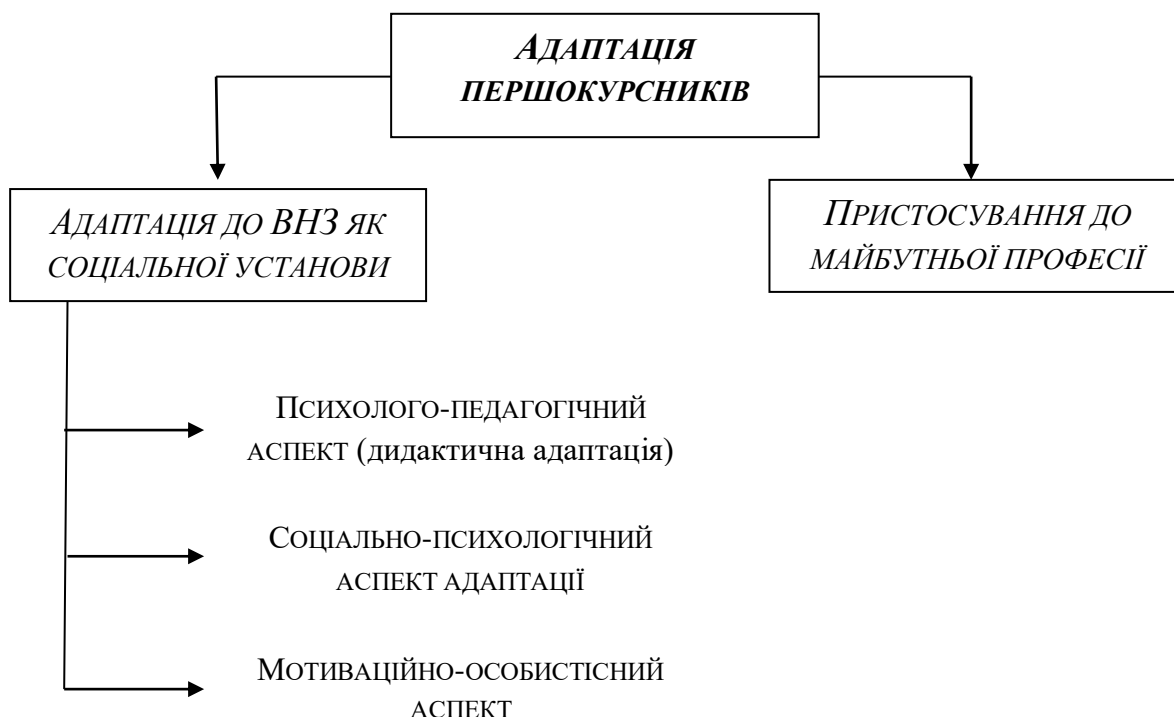 АДАПТАЦІЯ
ПЕРШОКУРСНИКІВ
АДАПТАЦІЯ ДО ВНЗ ЯК
СОЦІАЛЬНОЇ УСТАНОВИ
ПРИСТОСУВАННЯ ДО
МАЙБУТНЬОЇ ПРОФЕСІЇ
ПСИХОЛОГО-ПЕДАГОГІЧНИЙ
АСПЕКТ (дидактична адаптація)
СОЦІАЛЬНО-ПСИХОЛОГІЧНИЙ
АСПЕКТ АДАПТАЦІЇ
МОТИВАЦІЙНО-ОСОБИСТІСНИЙ
АСПЕКТ